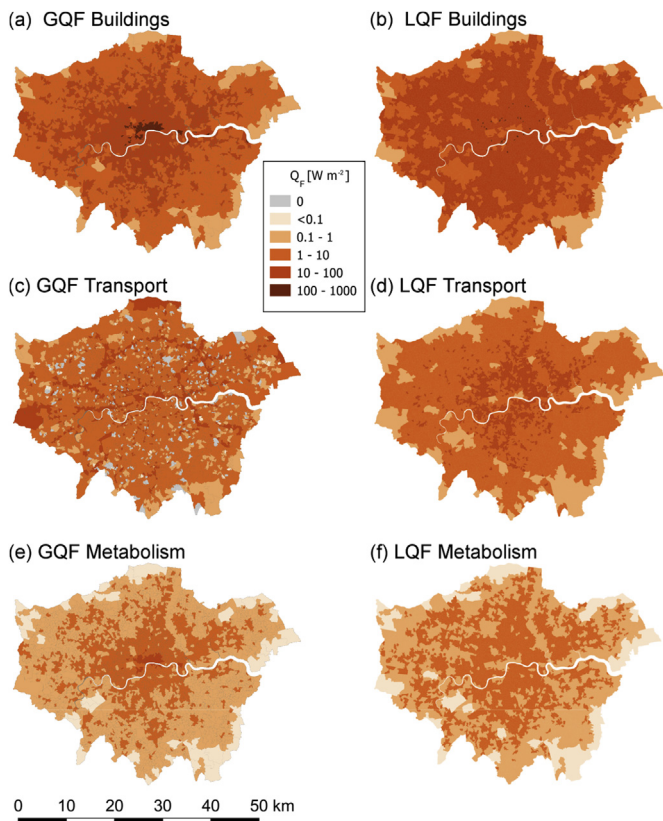 (a) GQF Buildings
(b) LQF Buildings
Q_F [W m⁻²]
0
<0.1
0.1 - 1
1 - 10
10 - 100
100 - 1000
(c) GQF Transport
(d) LQF Transport
(e) GQF Metabolism
(f) LQF Metabolism
0 10 20 30 40 50 km